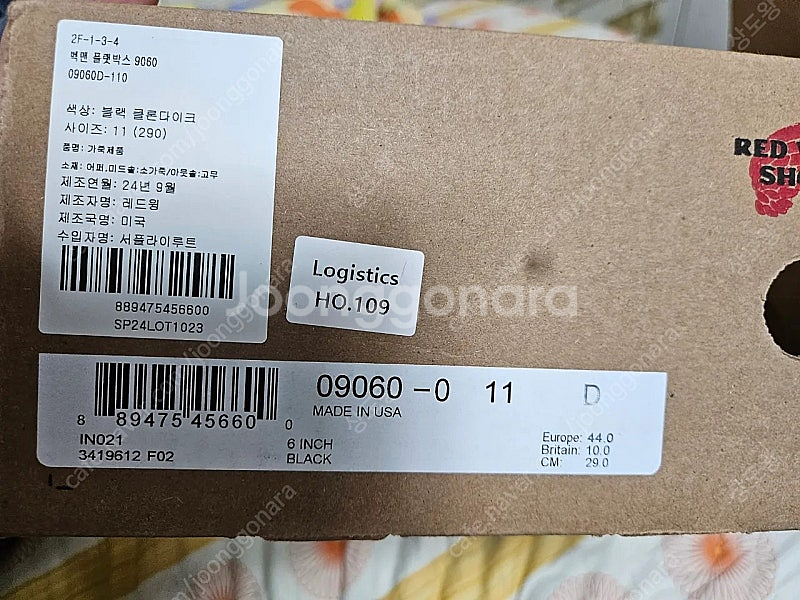 2F-1-3-4
벡맨 플랫박스 9060
09060D-110
색상: 블랙 클론다이크
사이즈: 11 (290)
품명: 가죽제품
소재: 어퍼,미드솔:소가죽/아웃솔:고무
제조연월: 24년 9월
제조자명: 레드윙
제조국명: 미국
수입자명: 서플라이루트
889475456600
SP24LOT1023
Logistics
HO.109
RED
SH
Joonggonara
09060 -0 11 D
MADE IN USA
8 89475 45660 0
IN021
3419612 F02
6 INCH
BLACK
Europe: 44.0
Britain: 10.0
CM: 29.0